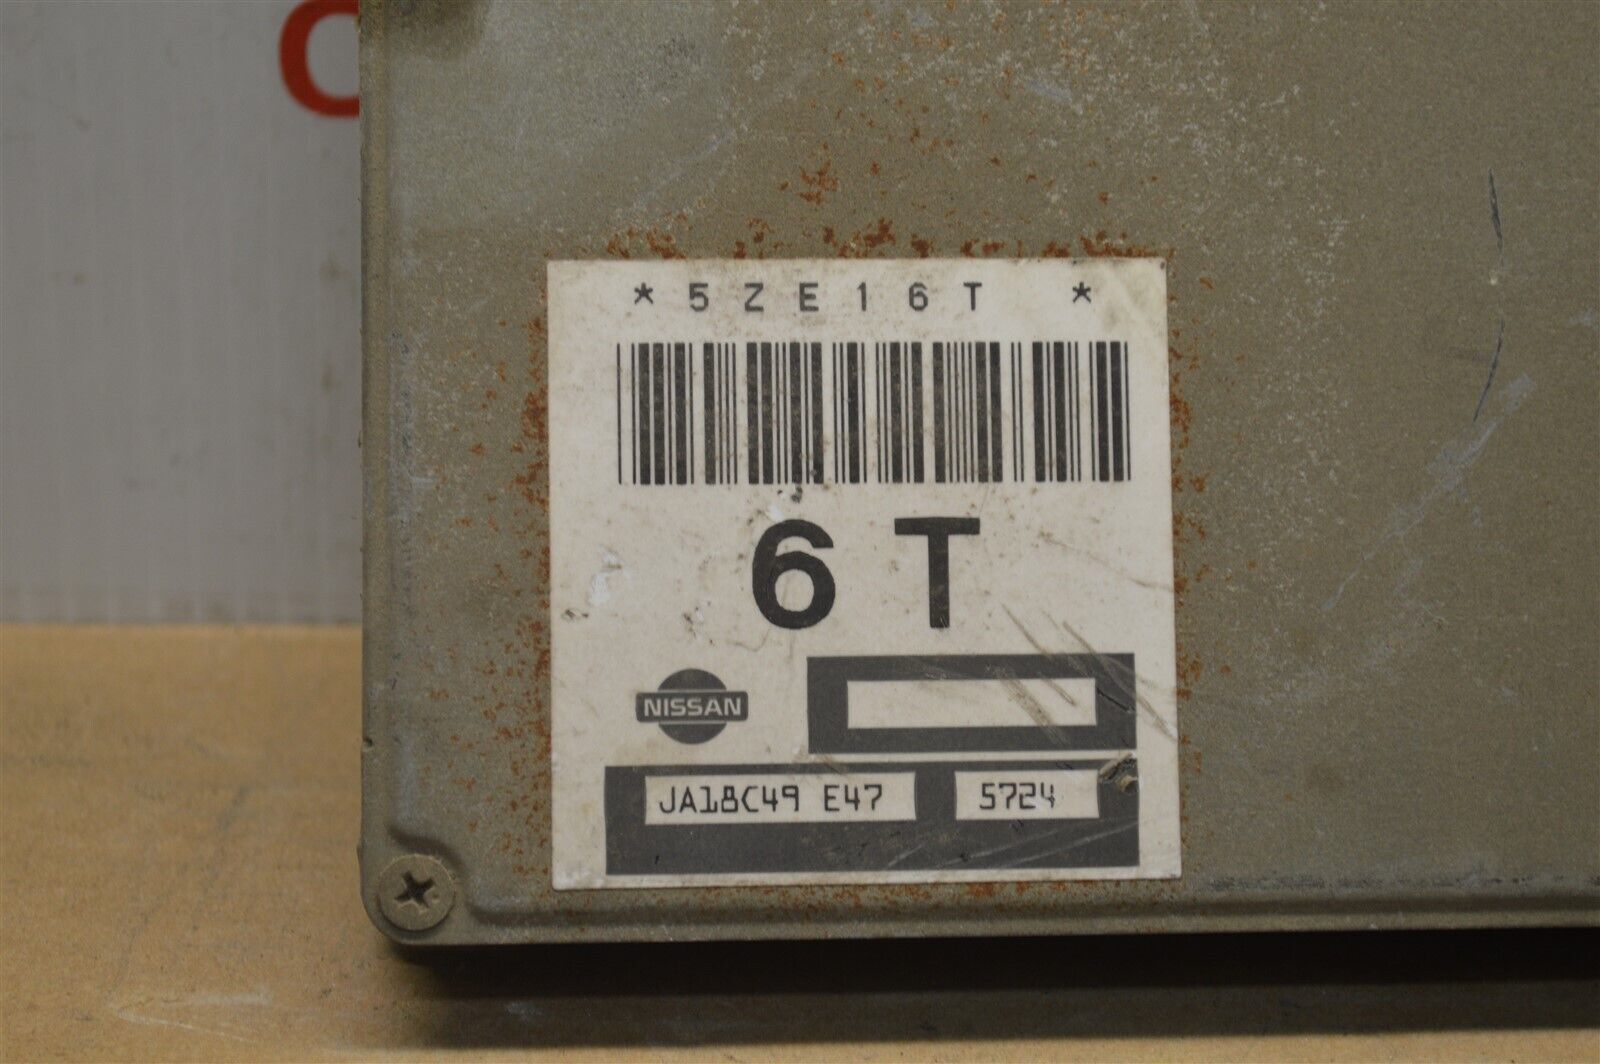 *5ZE16T *
6T
NISSAN
JA18C49 E47 5724